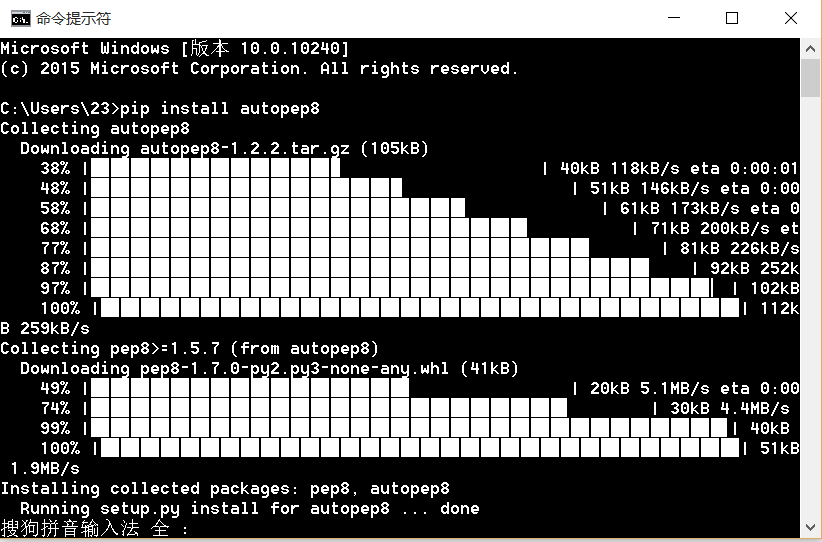 命令提示符
Microsoft Windows [版本 10.0.10240]
(c) 2015 Microsoft Corporation. All rights reserved.
C:\Users\23>pip install autopep8
Collecting autopep8
Downloading autopep8-1.2.2.tar.gz (105kB)
38% | | 40kB 118kB/s eta 0:00:01
48% | | 51kB 146kB/s eta 0:00
58% | | 61kB 173kB/s eta 0
68% | | 71kB 200kB/s et
77% | | 81kB 226kB/s
87% | | 92kB 252k
97% | | 102kB
100% | | 112k
B 259kB/s
Collecting pep8>=1.5.7 (from autopep8)
Downloading pep8-1.7.0-py2.py3-none-any.whl (41kB)
49% | | 20kB 5.1MB/s eta 0:00
74% | | 30kB 4.4MB/s
99% | | 40kB
100% | | 51kB
1.9MB/s
Installing collected packages: pep8, autopep8
Running setup.py install for autopep8 ... done
搜狗拼音输入法 全 :